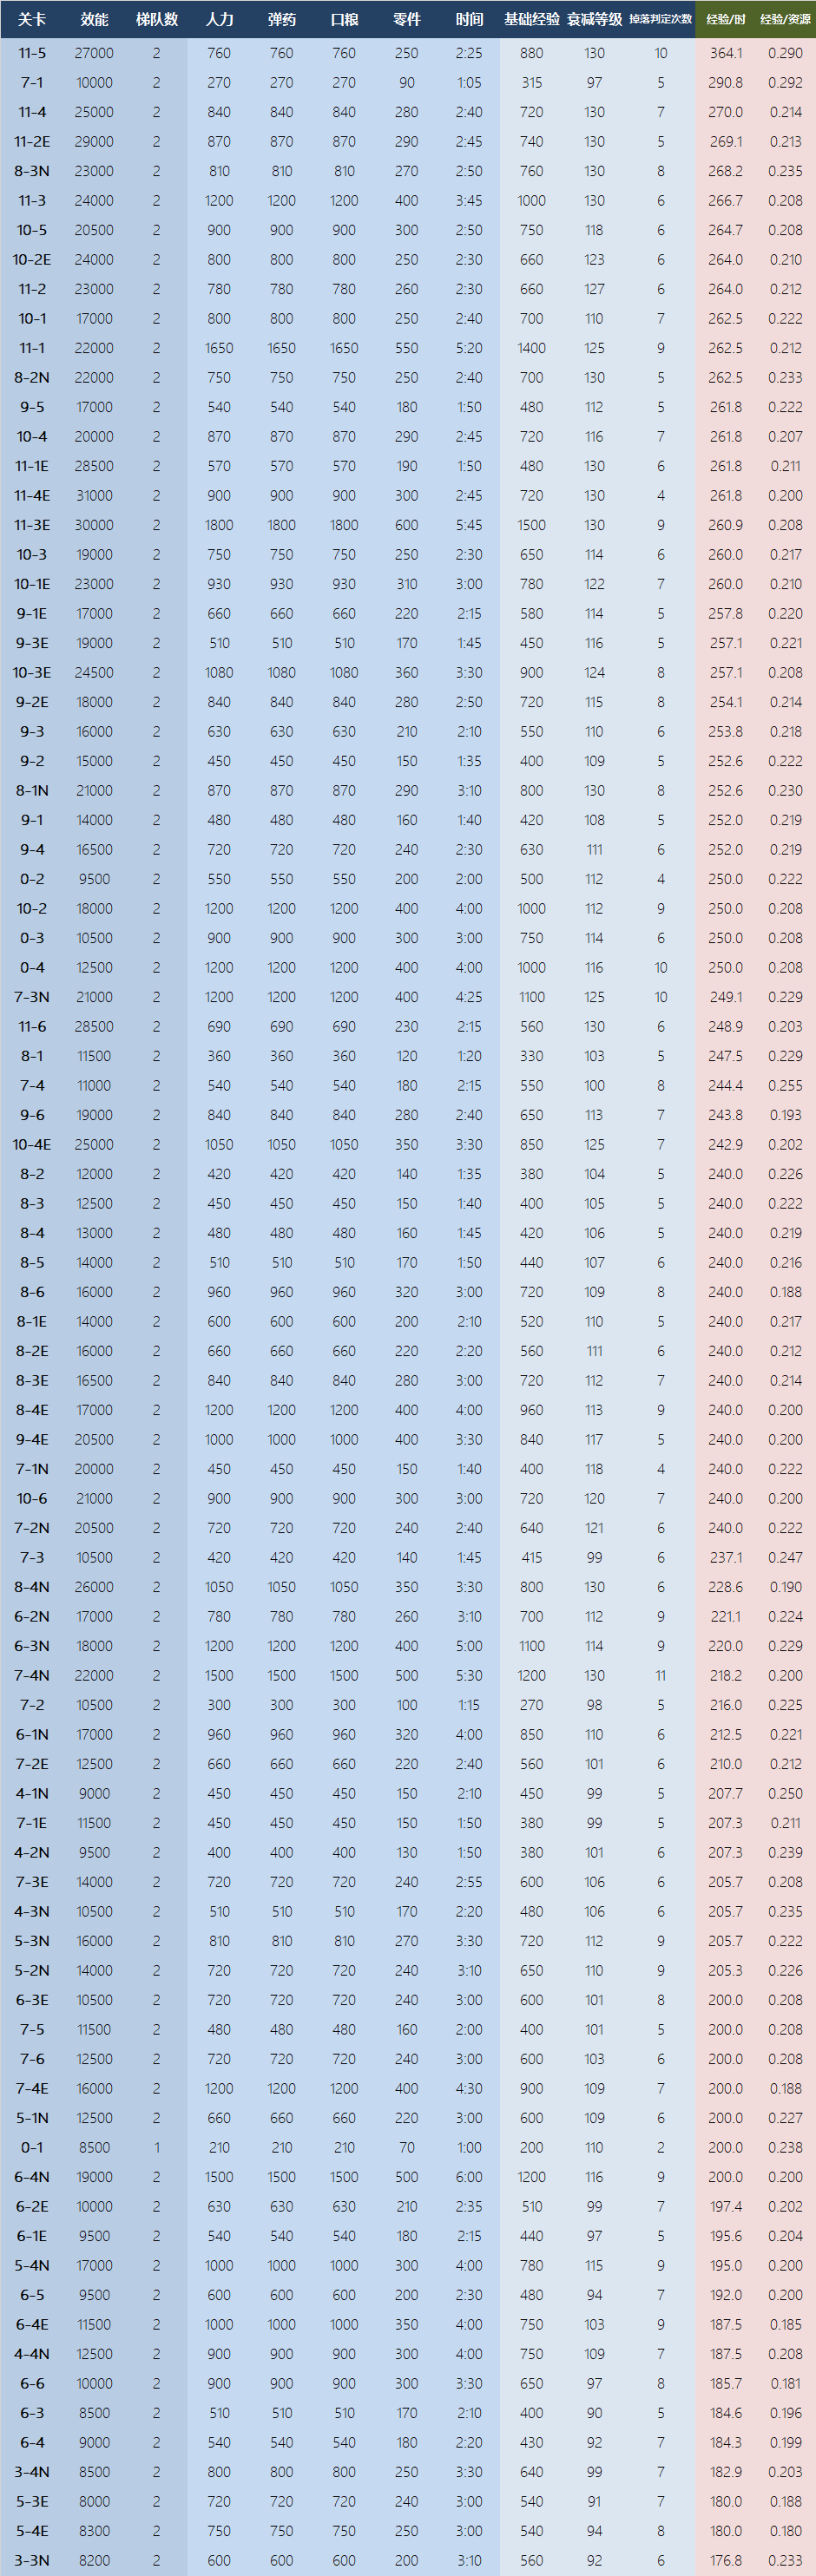 关卡 效能 梯队数 人力 弹药 口粮 零件 时间 基础经验 衰减等级 掉落判定次数 经验/时 经验/资源
11-5 27000 2 760 760 760 250 2:25 880 130 10 364.1 0.290
7-1 10000 2 270 270 270 90 1:05 315 97 5 290.8 0.292
11-4 25000 2 840 840 840 280 2:40 720 130 7 270.0 0.214
11-2E 29000 2 870 870 870 290 2:45 740 130 5 269.1 0.213
8-3N 23000 2 810 810 810 270 2:50 760 130 8 268.2 0.235
11-3 24000 2 1200 1200 1200 400 3:45 1000 130 6 266.7 0.208
10-5 20500 2 900 900 900 300 2:50 750 118 6 264.7 0.208
10-2E 24000 2 800 800 800 250 2:30 660 123 6 264.0 0.210
11-2 23000 2 780 780 780 260 2:30 660 127 6 264.0 0.212
10-1 17000 2 800 800 800 250 2:40 700 110 7 262.5 0.222
11-1 22000 2 1650 1650 1650 550 5:20 1400 125 9 262.5 0.212
8-2N 22000 2 750 750 750 250 2:40 700 130 5 262.5 0.233
9-5 17000 2 540 540 540 180 1:50 480 112 5 261.8 0.222
10-4 20000 2 870 870 870 290 2:45 720 116 7 261.8 0.207
11-1E 28500 2 570 570 570 190 1:50 480 130 6 261.8 0.211
11-4E 31000 2 900 900 900 300 2:45 720 130 4 261.8 0.200
11-3E 30000 2 1800 1800 1800 600 5:45 1500 130 9 260.9 0.208
10-3 19000 2 750 750 750 250 2:30 650 114 6 260.0 0.217
10-1E 23000 2 930 930 930 310 3:00 780 122 7 260.0 0.210
9-1E 17000 2 660 660 660 220 2:15 580 114 5 257.8 0.220
9-3E 19000 2 510 510 510 170 1:45 450 116 5 257.1 0.221
10-3E 24500 2 1080 1080 1080 360 3:30 900 124 8 257.1 0.208
9-2E 18000 2 840 840 840 280 2:50 720 115 8 254.1 0.214
9-3 16000 2 630 630 630 210 2:10 550 110 6 253.8 0.218
9-2 15000 2 450 450 450 150 1:35 400 109 5 252.6 0.222
8-1N 21000 2 870 870 870 290 3:10 800 130 8 252.6 0.230
9-1 14000 2 480 480 480 160 1:40 420 108 5 252.0 0.219
9-4 16500 2 720 720 720 240 2:30 630 111 6 252.0 0.219
0-2 9500 2 550 550 550 200 2:00 500 112 4 250.0 0.222
10-2 18000 2 1200 1200 1200 400 4:00 1000 112 9 250.0 0.208
0-3 10500 2 900 900 900 300 3:00 750 114 6 250.0 0.208
0-4 12500 2 1200 1200 1200 400 4:00 1000 116 10 250.0 0.208
7-3N 21000 2 1200 1200 1200 400 4:25 1100 125 10 249.1 0.229
11-6 28500 2 690 690 690 230 2:15 560 130 6 248.9 0.203
8-1 11500 2 360 360 360 120 1:20 330 103 5 247.5 0.229
7-4 11000 2 540 540 540 180 2:15 550 100 8 244.4 0.255
9-6 19000 2 840 840 840 280 2:40 650 113 7 243.8 0.193
10-4E 25000 2 1050 1050 1050 350 3:30 850 125 7 242.9 0.202
8-2 12000 2 420 420 420 140 1:35 380 104 5 240.0 0.226
8-3 12500 2 450 450 450 150 1:40 400 105 5 240.0 0.222
8-4 13000 2 480 480 480 160 1:45 420 106 5 240.0 0.219
8-5 14000 2 510 510 510 170 1:50 440 107 6 240.0 0.216
8-6 16000 2 960 960 960 320 3:00 720 109 8 240.0 0.188
8-1E 14000 2 600 600 600 200 2:10 520 110 5 240.0 0.217
8-2E 16000 2 660 660 660 220 2:20 560 111 6 240.0 0.212
8-3E 16500 2 840 840 840 280 3:00 720 112 7 240.0 0.214
8-4E 17000 2 1200 1200 1200 400 4:00 960 113 9 240.0 0.200
9-4E 20500 2 1000 1000 1000 400 3:30 840 117 5 240.0 0.200
7-1N 20000 2 450 450 450 150 1:40 400 118 4 240.0 0.222
10-6 21000 2 900 900 900 300 3:00 720 120 7 240.0 0.200
7-2N 20500 2 720 720 720 240 2:40 640 121 6 240.0 0.222
7-3 10500 2 420 420 420 140 1:45 415 99 6 237.1 0.247
8-4N 26000 2 1050 1050 1050 350 3:30 800 130 6 228.6 0.190
6-2N 17000 2 780 780 780 260 3:10 700 112 9 221.1 0.224
6-3N 18000 2 1200 1200 1200 400 5:00 1100 114 9 220.0 0.229
7-4N 22000 2 1500 1500 1500 500 5:30 1200 130 11 218.2 0.200
7-2 10500 2 300 300 300 100 1:15 270 98 5 216.0 0.225
6-1N 17000 2 960 960 960 320 4:00 850 110 6 212.5 0.221
7-2E 12500 2 660 660 660 220 2:40 560 101 6 210.0 0.212
4-1N 9000 2 450 450 450 150 2:10 450 99 5 207.7 0.250
7-1E 11500 2 450 450 450 150 1:50 380 99 5 207.3 0.211
4-2N 9500 2 400 400 400 130 1:50 380 101 6 207.3 0.239
7-3E 14000 2 720 720 720 240 2:55 600 106 6 205.7 0.208
4-3N 10500 2 510 510 510 170 2:20 480 106 6 205.7 0.235
5-3N 16000 2 810 810 810 270 3:30 720 112 9 205.7 0.222
5-2N 14000 2 720 720 720 240 3:10 650 110 9 205.3 0.226
6-3E 10500 2 720 720 720 240 3:00 600 101 8 200.0 0.208
7-5 11500 2 480 480 480 160 2:00 400 101 5 200.0 0.208
7-6 12500 2 720 720 720 240 3:00 600 103 6 200.0 0.208
7-4E 16000 2 1200 1200 1200 400 4:30 900 109 7 200.0 0.188
5-1N 12500 2 660 660 660 220 3:00 600 109 6 200.0 0.227
0-1 8500 1 210 210 210 70 1:00 200 110 2 200.0 0.238
6-4N 19000 2 1500 1500 1500 500 6:00 1200 116 9 200.0 0.200
6-2E 10000 2 630 630 630 210 2:35 510 99 7 197.4 0.202
6-1E 9500 2 540 540 540 180 2:15 440 97 5 195.6 0.204
5-4N 17000 2 1000 1000 1000 300 4:00 780 115 9 195.0 0.200
6-5 9500 2 600 600 600 200 2:30 480 94 7 192.0 0.200
6-4E 11500 2 1000 1000 1000 350 4:00 750 103 9 187.5 0.185
4-4N 12500 2 900 900 900 300 4:00 750 109 7 187.5 0.208
6-6 10000 2 900 900 900 300 3:30 650 97 8 185.7 0.181
6-3 8500 2 510 510 510 170 2:10 400 90 5 184.6 0.196
6-4 9000 2 540 540 540 180 2:20 430 92 7 184.3 0.199
3-4N 8500 2 800 800 800 250 3:30 640 99 7 182.9 0.203
5-3E 8000 2 720 720 720 240 3:00 540 91 7 180.0 0.188
5-4E 8300 2 750 750 750 250 3:00 540 94 8 180.0 0.180
3-3N 8200 2 600 600 600 200 3:10 560 92 6 176.8 0.233